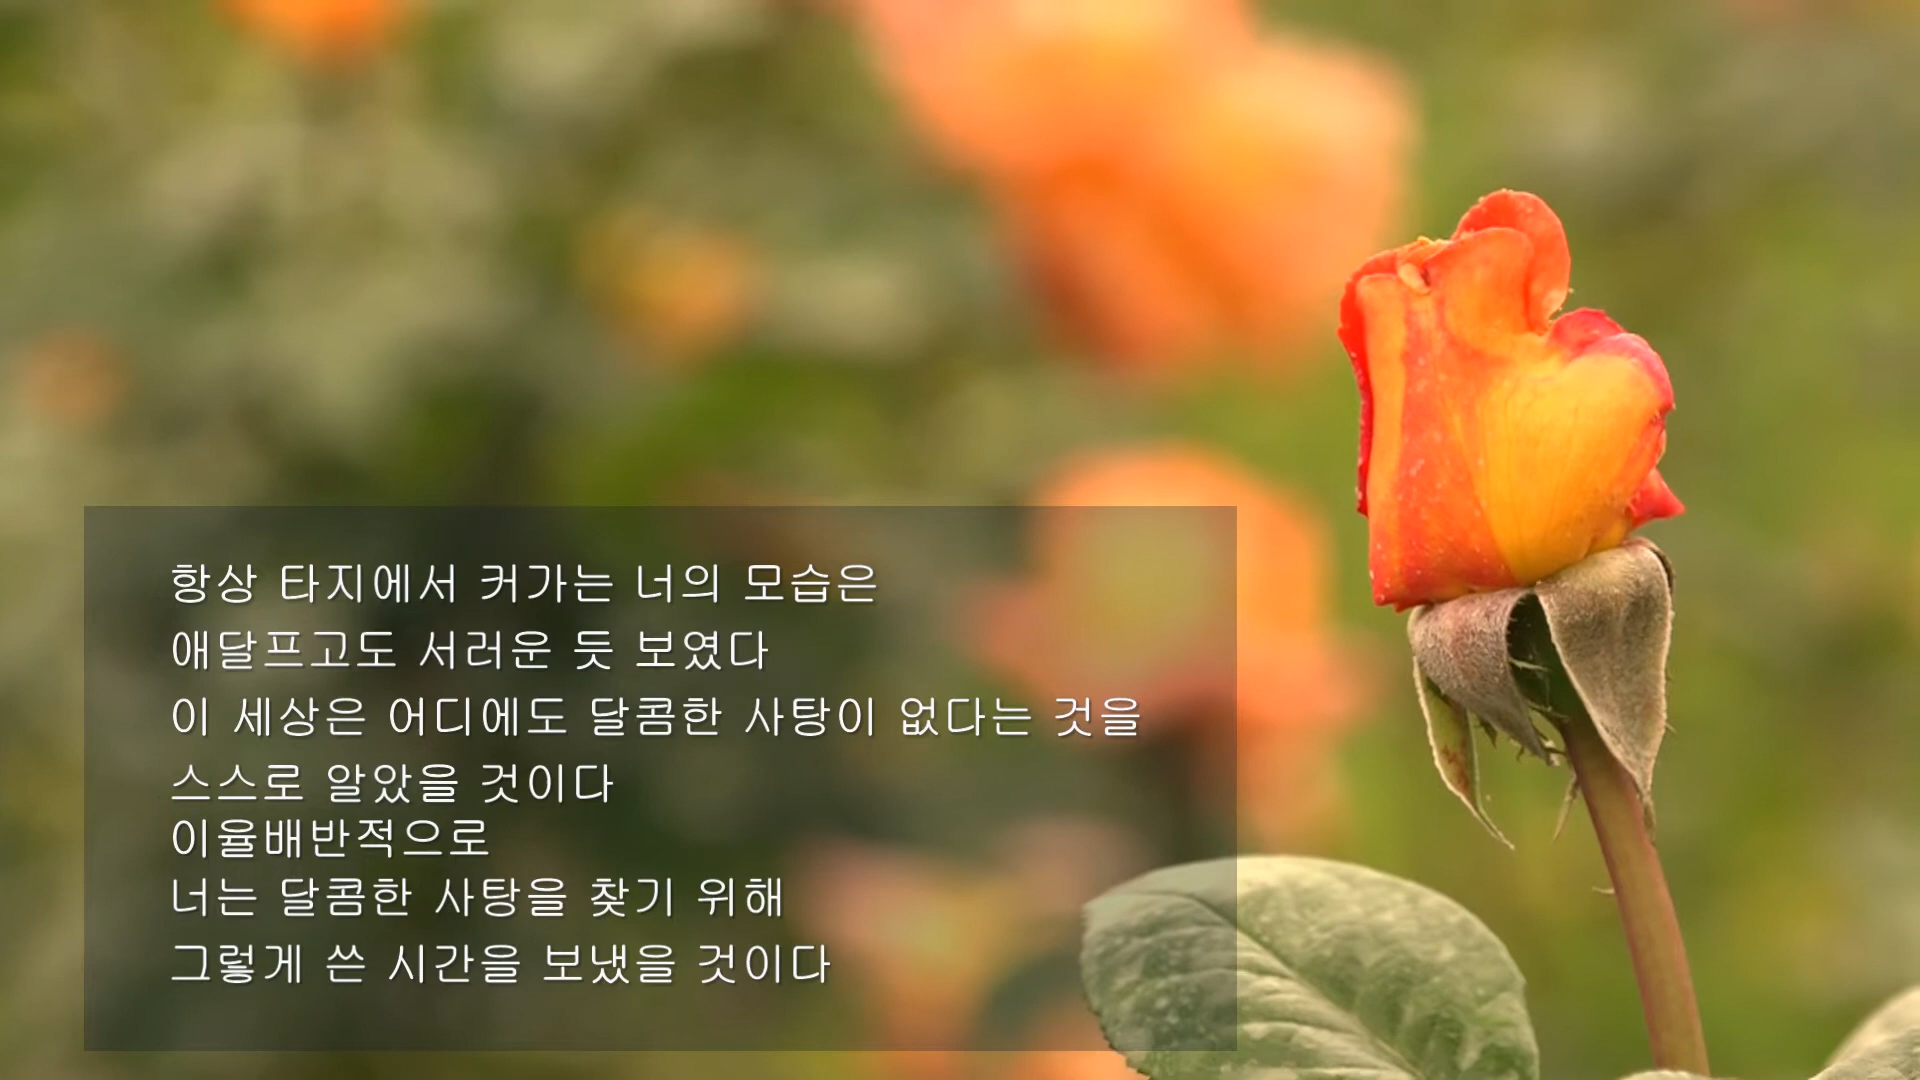 항상 타지에서 커가는 너의 모습은
애달프고도 서러운 듯 보였다
이 세상은 어디에도 달콤한 사탕이 없다는 것을
스스로 알았을 것이다
이율배반적으로
너는 달콤한 사탕을 찾기 위해
그렇게 쓴 시간을 보냈을 것이다